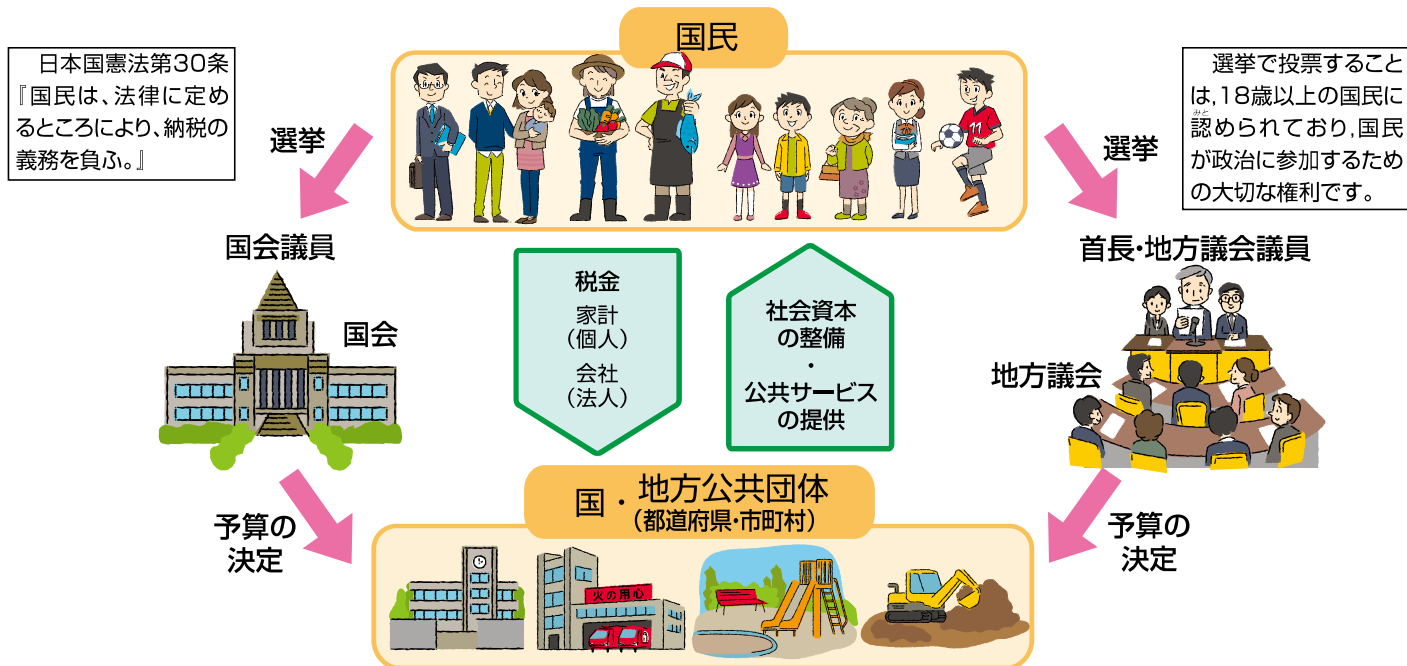 国民
日本国憲法第30条
『国民は、法律に定め
るところにより、納税の
義務を負ふ。』
選挙
11
選挙
選挙で投票すること
は,18歳以上の国民に
みと
認められており,国民
が政治に参加するため
の大切な権利です。
国会議員
国会
税金
家計
(個人)
会社
(法人)
社会資本
の整備
・
公共サービス
の提供
首長・地方議会議員
地方議会
予算の
決定
国・地方公共団体
(都道府県・市町村)
予算の
決定
火の用心